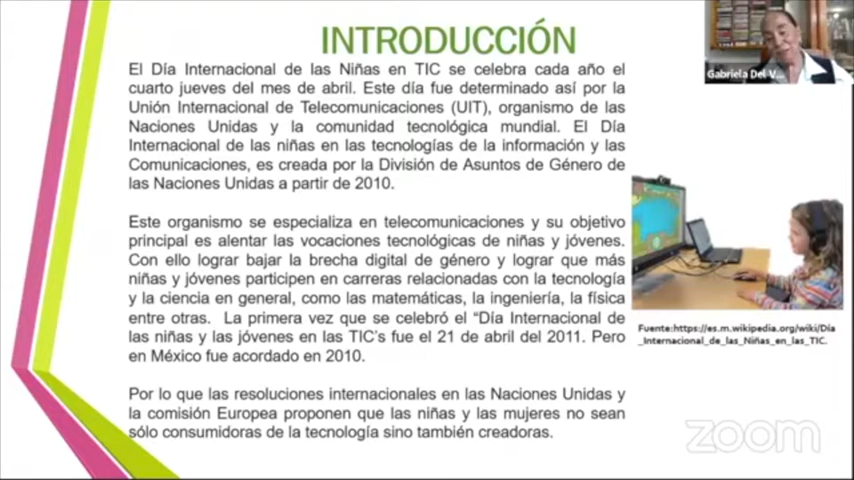 INTRODUCCIÓN
El Día Internacional de las Niñas en TIC se celebra cada año el
cuarto jueves del mes de abril. Este día fue determinado así por la
Unión Internacional de Telecomunicaciones (UIT), organismo de las
Naciones Unidas y la comunidad tecnológica mundial. El Día
Internacional de las niñas en las tecnologías de la información y las
Comunicaciones, es creada por la División de Asuntos de Género de
las Naciones Unidas a partir de 2010.
Este organismo se especializa en telecomunicaciones y su objetivo
principal es alentar las vocaciones tecnológicas de niñas y jóvenes.
Con ello lograr bajar la brecha digital de género y lograr que más
niñas y jóvenes participen en carreras relacionadas con la tecnología
y la ciencia en general, como las matemáticas, la ingeniería, la física
entre otras. La primera vez que se celebró el “Día Internacional de
las niñas y las jóvenes en las TIC’s fue el 21 de abril del 2011. Pero
en México fue acordado en 2010.
Por lo que las resoluciones internacionales en las Naciones Unidas y
la comisión Europea proponen que las niñas y las mujeres no sean
sólo consumidoras de la tecnología sino también creadoras.
Gabriela Del V...
Fuente:https://es.m.wikipedia.org/wiki/Día
_Internacional_de_las_Niñas_en_las_TIC.
zoom